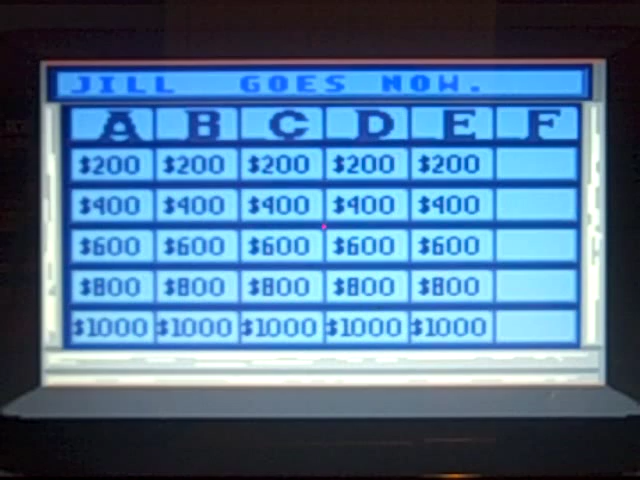 JILL GOES NOW.
A B C D E F
$200 $200 $200 $200 $200
$400 $400 $400 $400 $400
$600 $600 $600 $600 $600
$800 $800 $800 $800 $800
$1000 $1000 $1000 $1000 $1000